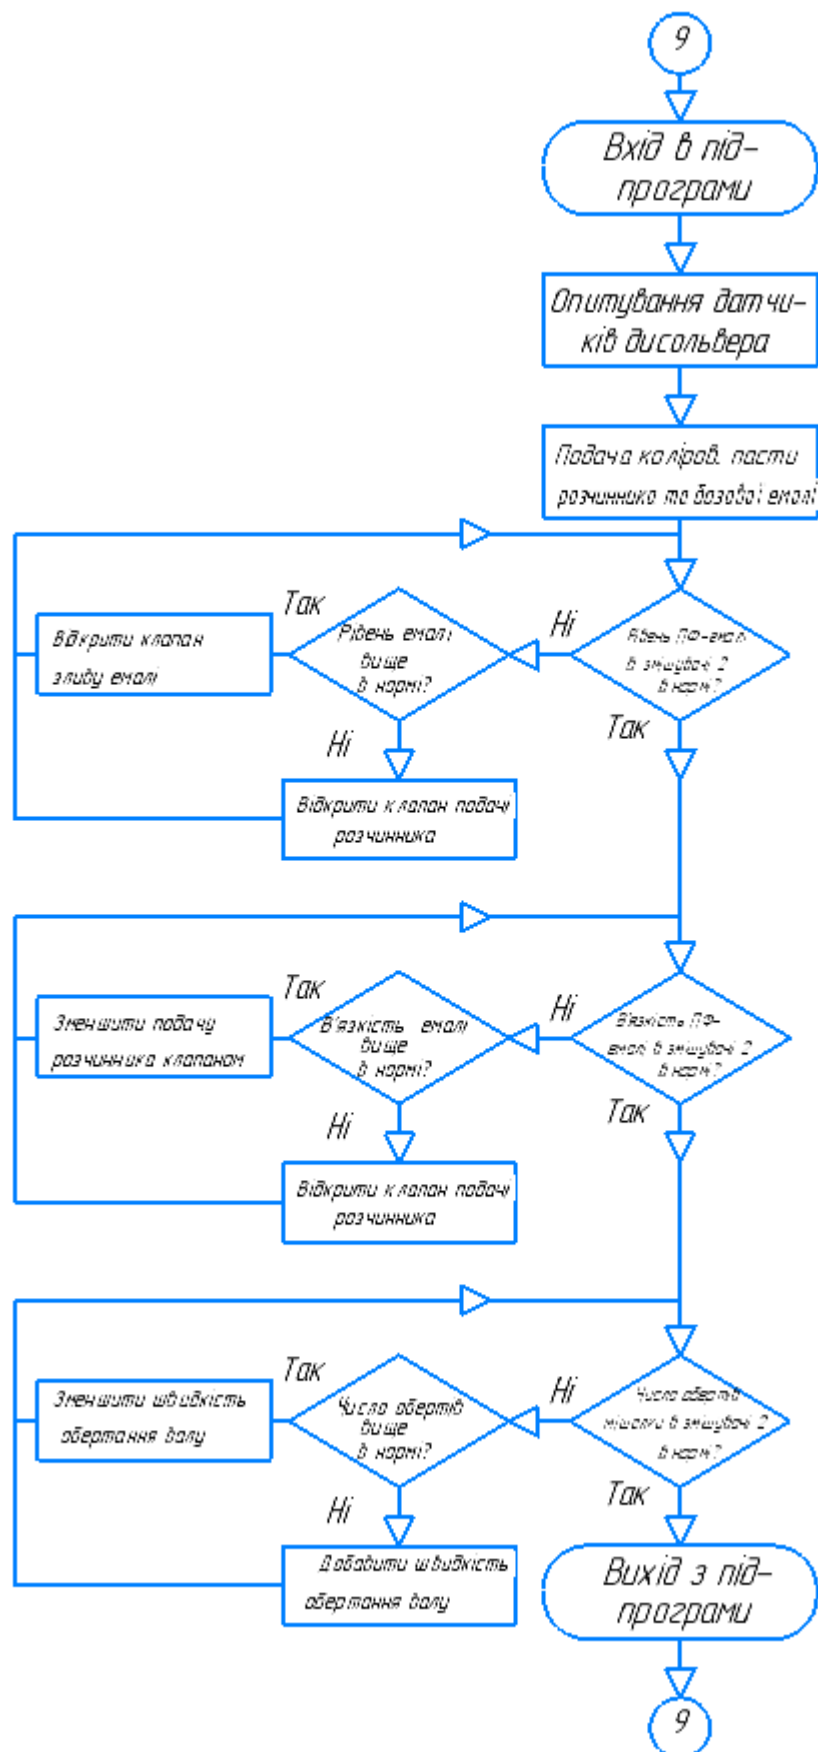 9
Вхід в під-
програми
Опитування датчи-
ків дисольвера
Подача коліров. пасти
розчинника та базової емалі
Рівень ПФ-емалі
в змішувачі 2
в нормі?
Ні
Так
Рівень емалі
вище
в нормі?
Так
Ні
Відкрити клапан
зливу емалі
Відкрити клапан подачі
розчинника
В'язкість ПФ-
емалі в змішувачі 2
в нормі?
Ні
Так
В'язкість емалі
вище
в нормі?
Так
Ні
Зменшити подачу
розчинника клапаном
Відкрити клапан подачі
розчинника
Число обертів
мішалки в змішувачі 2
в нормі?
Ні
Так
Число обертів
вище
в нормі?
Так
Ні
Зменшити швидкість
обертання валу
Добавити швидкість
обертання валу
Вихід з під-
програми
9